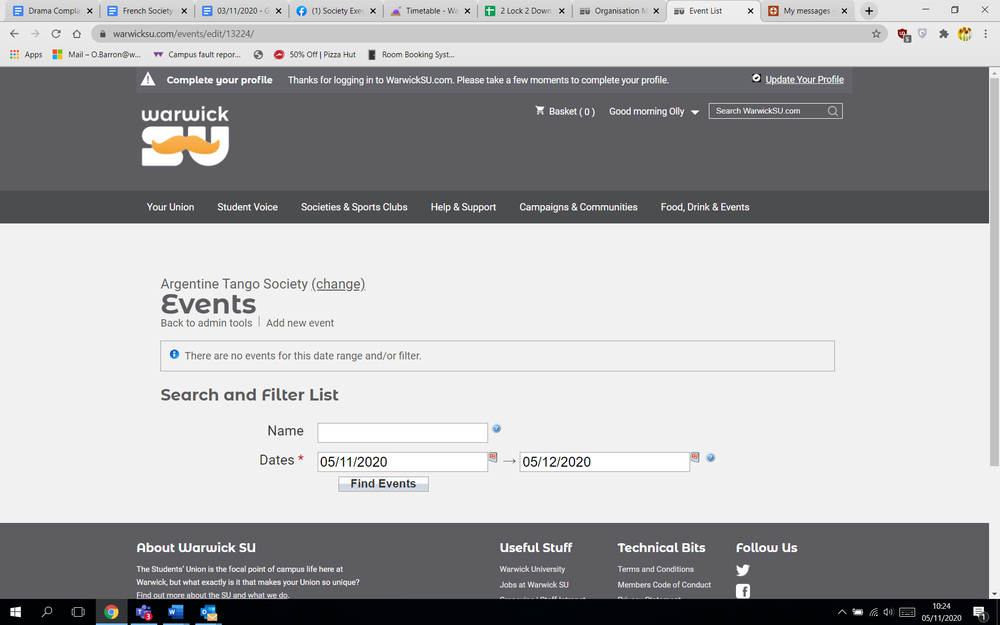 Drama Complai
French Society
03/11/2020 - G
(1) Society Exec
Timetable - Wa
2 Lock 2 Down
Organisation M
Event List
My messages -
warwicksu.com/events/edit/13224/
5
Apps
Mail – O.Barron@w...
Campus fault repor...
50% Off | Pizza Hut
Room Booking Syst...
Complete your profile
Thanks for logging in to WarwickSU.com. Please take a few moments to complete your profile.
Update Your Profile
warwick
SU
Basket ( 0 )
Good morning Olly
Search WarwickSU.com
Your Union
Student Voice
Societies & Sports Clubs
Help & Support
Campaigns & Communities
Food, Drink & Events
Argentine Tango Society (change)
Events
Back to admin tools | Add new event
There are no events for this date range and/or filter.
Search and Filter List
Name
Dates *
05/11/2020
→
05/12/2020
Find Events
About Warwick SU
The Students' Union is the focal point of campus life here at
Warwick, but what exactly is it that makes your Union so unique?
Find out more about the SU and what we do.
Useful Stuff
Warwick University
Jobs at Warwick SU
Technical Bits
Terms and Conditions
Members Code of Conduct
Follow Us
3
10:24
05/11/2020
1